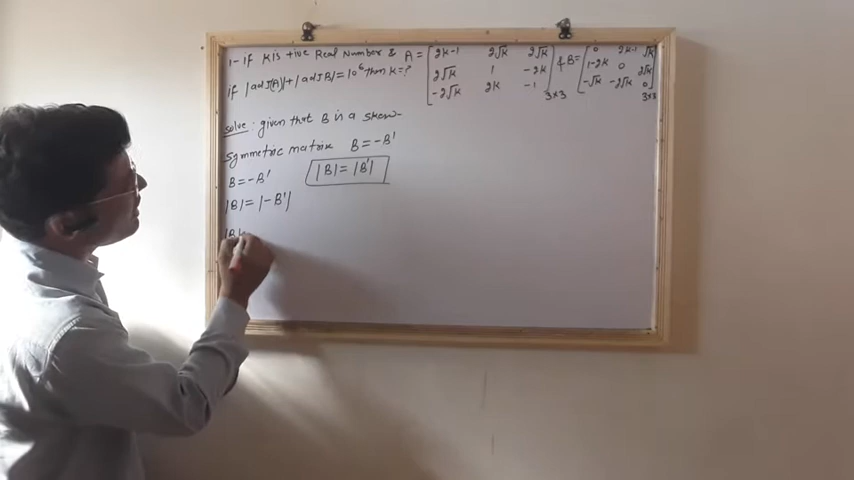 1- if K is +ive Real Number & A = [ 2k-1 2√k 2√k
2√k 1 -2k
-2√k 2k -1 ] 3×3 & B = [ 0 2k-1 √k
1-2k 0 2√k
-√k -2√k 0 ] 3×3
if |adj(A)|+|adJB|=10^6 then K=?
solve : given that B in a skew-
symmetric matrix B=-B'
B=-B' |B|=|B'|
|B|= |-B'|
|B|